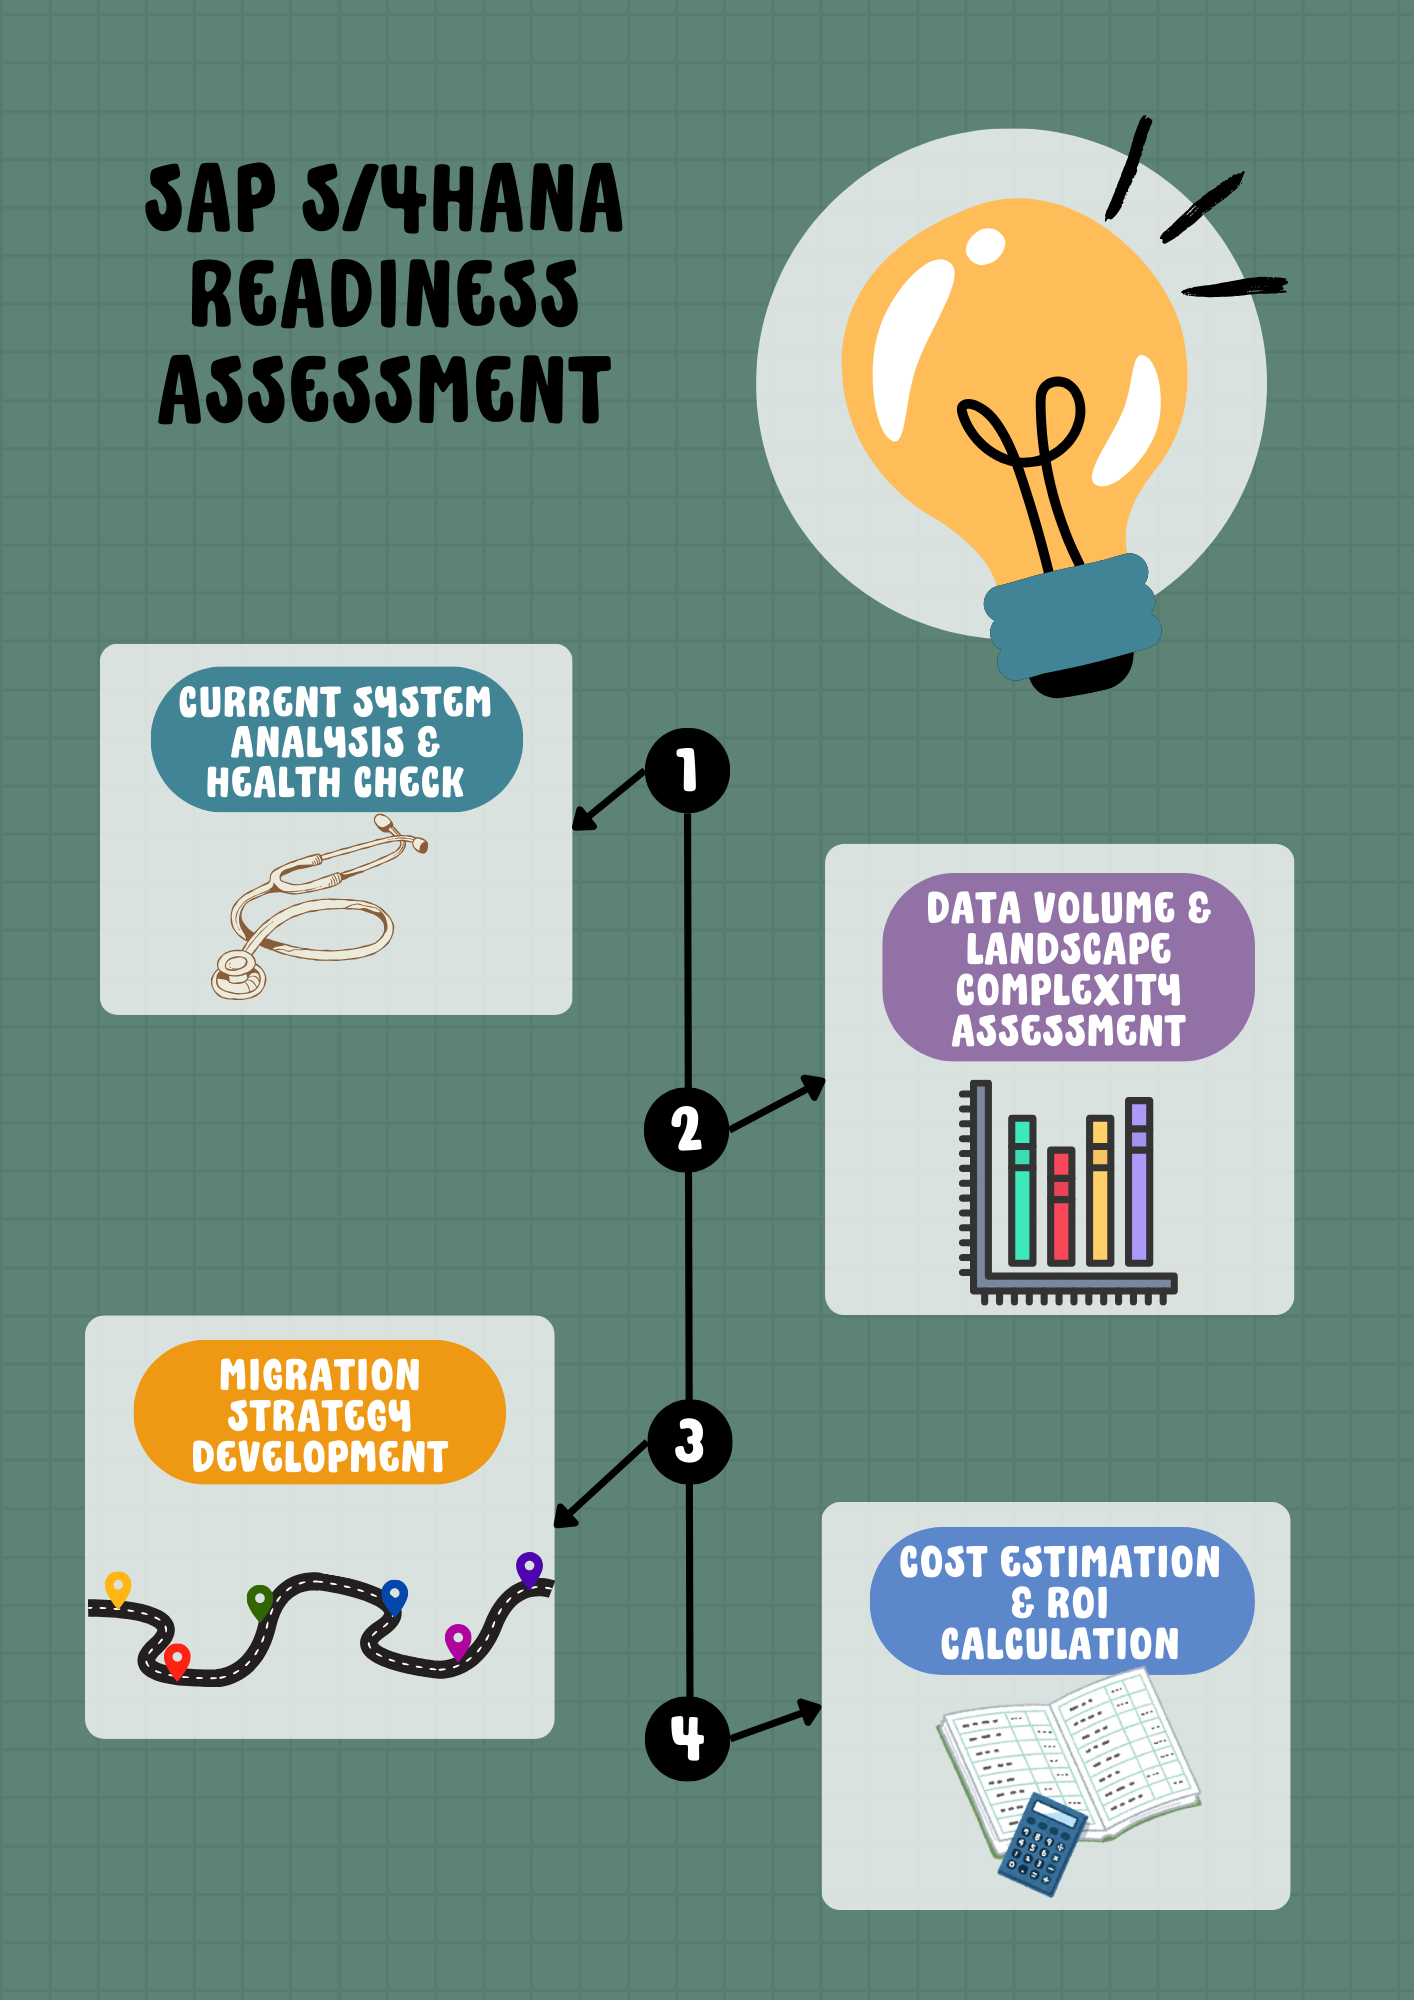 SAP S/4HANA
READINESS
ASSESSMENT
1
CURRENT SYSTEM
ANALYSIS &
HEALTH CHECK
2
DATA VOLUME &
LANDSCAPE
COMPLEXITY
ASSESSMENT
3
MIGRATION
STRATEGY
DEVELOPMENT
4
COST ESTIMATION
& ROI
CALCULATION